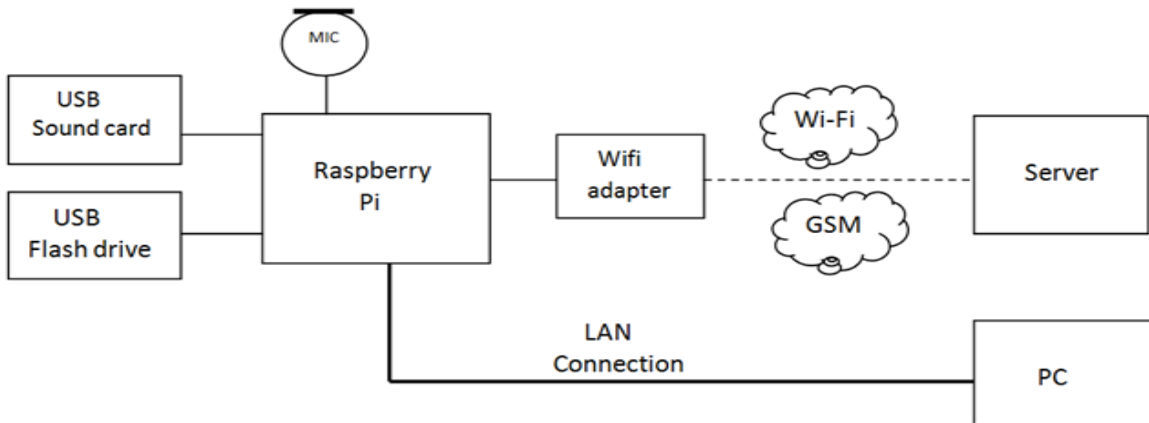 MIC
USB
Sound card
USB
Flash drive
Raspberry
Pi
Wifi
adapter
Wi-Fi
GSM
Server
LAN
Connection
PC